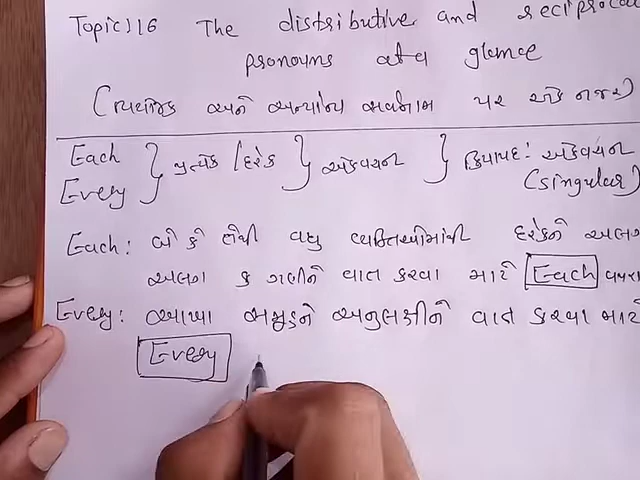 Topic) 16 The distributive and reciprocal
pronouns at a glance
(વિભાજક અને અન્યોન્ય સર્વનામ પર એક નજર)
Each
Every } પ્રત્યેક / દરેક } એકવચન } ક્રિયાપદ: એકવચન
(singular)
Each: બે કે તેથી વધુ વ્યક્તિઓમાંથી દરેકને અલગ
અલગ ગણીને વાત કરવા માટે Each વપરા
Every: આખા સમૂહને અનુલક્ષીને વાત કરવા માટે
Every